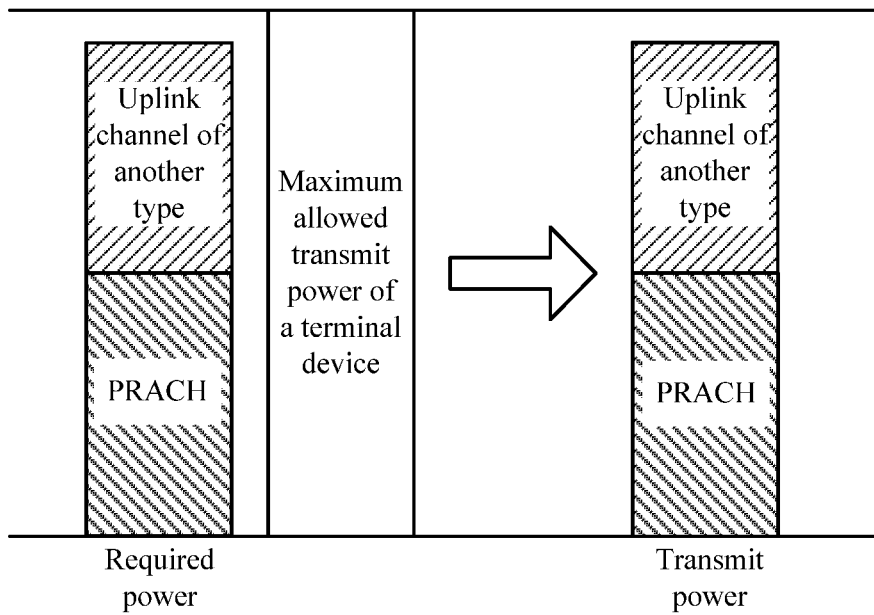 Uplink
channel of
another
type
PRACH
Required
power
Maximum
allowed
transmit
power of
a terminal
device
Uplink
channel of
another
type
PRACH
Transmit
power